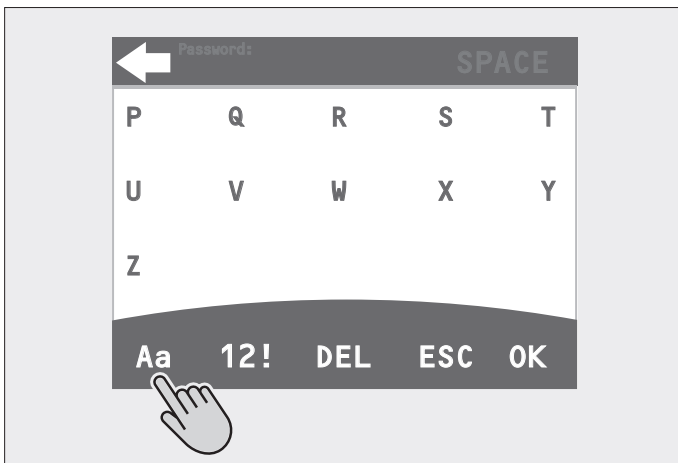 Password: SPACE
P Q R S T
U V W X Y
Z
Aa 12! DEL ESC OK